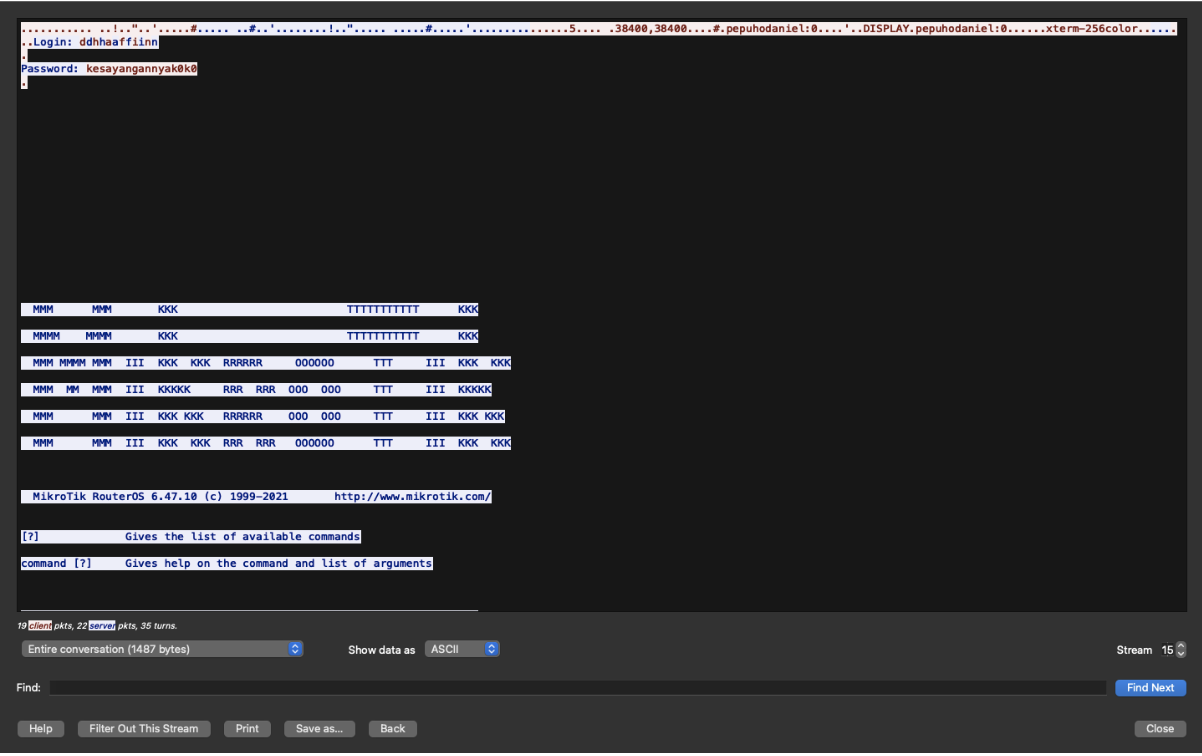 ........... ..!.."..'.....#..... ..#..'........!.."..... .....#.....'...............5.... .38400,38400....#.pepuhodaniel:0....'..DISPLAY.pepuhodaniel:0......xterm-256color......
..Login: ddhhaaffiinn
.
Password: kesayangannyak0k0
.
MMM MMM KKK TTTTTTTTTTT KKK
MMMM MMMM KKK TTTTTTTTTTT KKK
MMM MMMM MMM III KKK KKK RRRRRR OOOOOO TTT III KKK KKK
MMM MM MMM III KKKKK RRR RRR OOO OOO TTT III KKKKK
MMM MMM III KKK KKK RRRRRR OOO OOO TTT III KKK KKK
MMM MMM III KKK KKK RRR RRR OOOOOO TTT III KKK KKK
MikroTik RouterOS 6.47.10 (c) 1999-2021 http://www.mikrotik.com/
[?] Gives the list of available commands
command [?] Gives help on the command and list of arguments
19 client pkts, 22 server pkts, 35 turns.
Entire conversation (1487 bytes) Show data as ASCII Stream 15
Find: Find Next
Help Filter Out This Stream Print Save as... Back Close